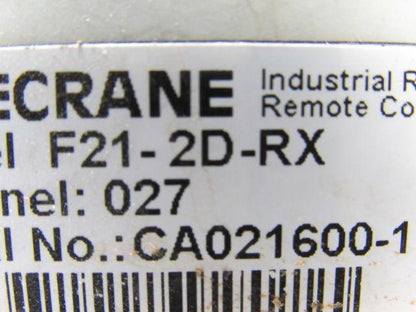 ECRANE Industrial R
Remote Co
el F21-2D-RX
nel: 027
l No.:CA021600-1